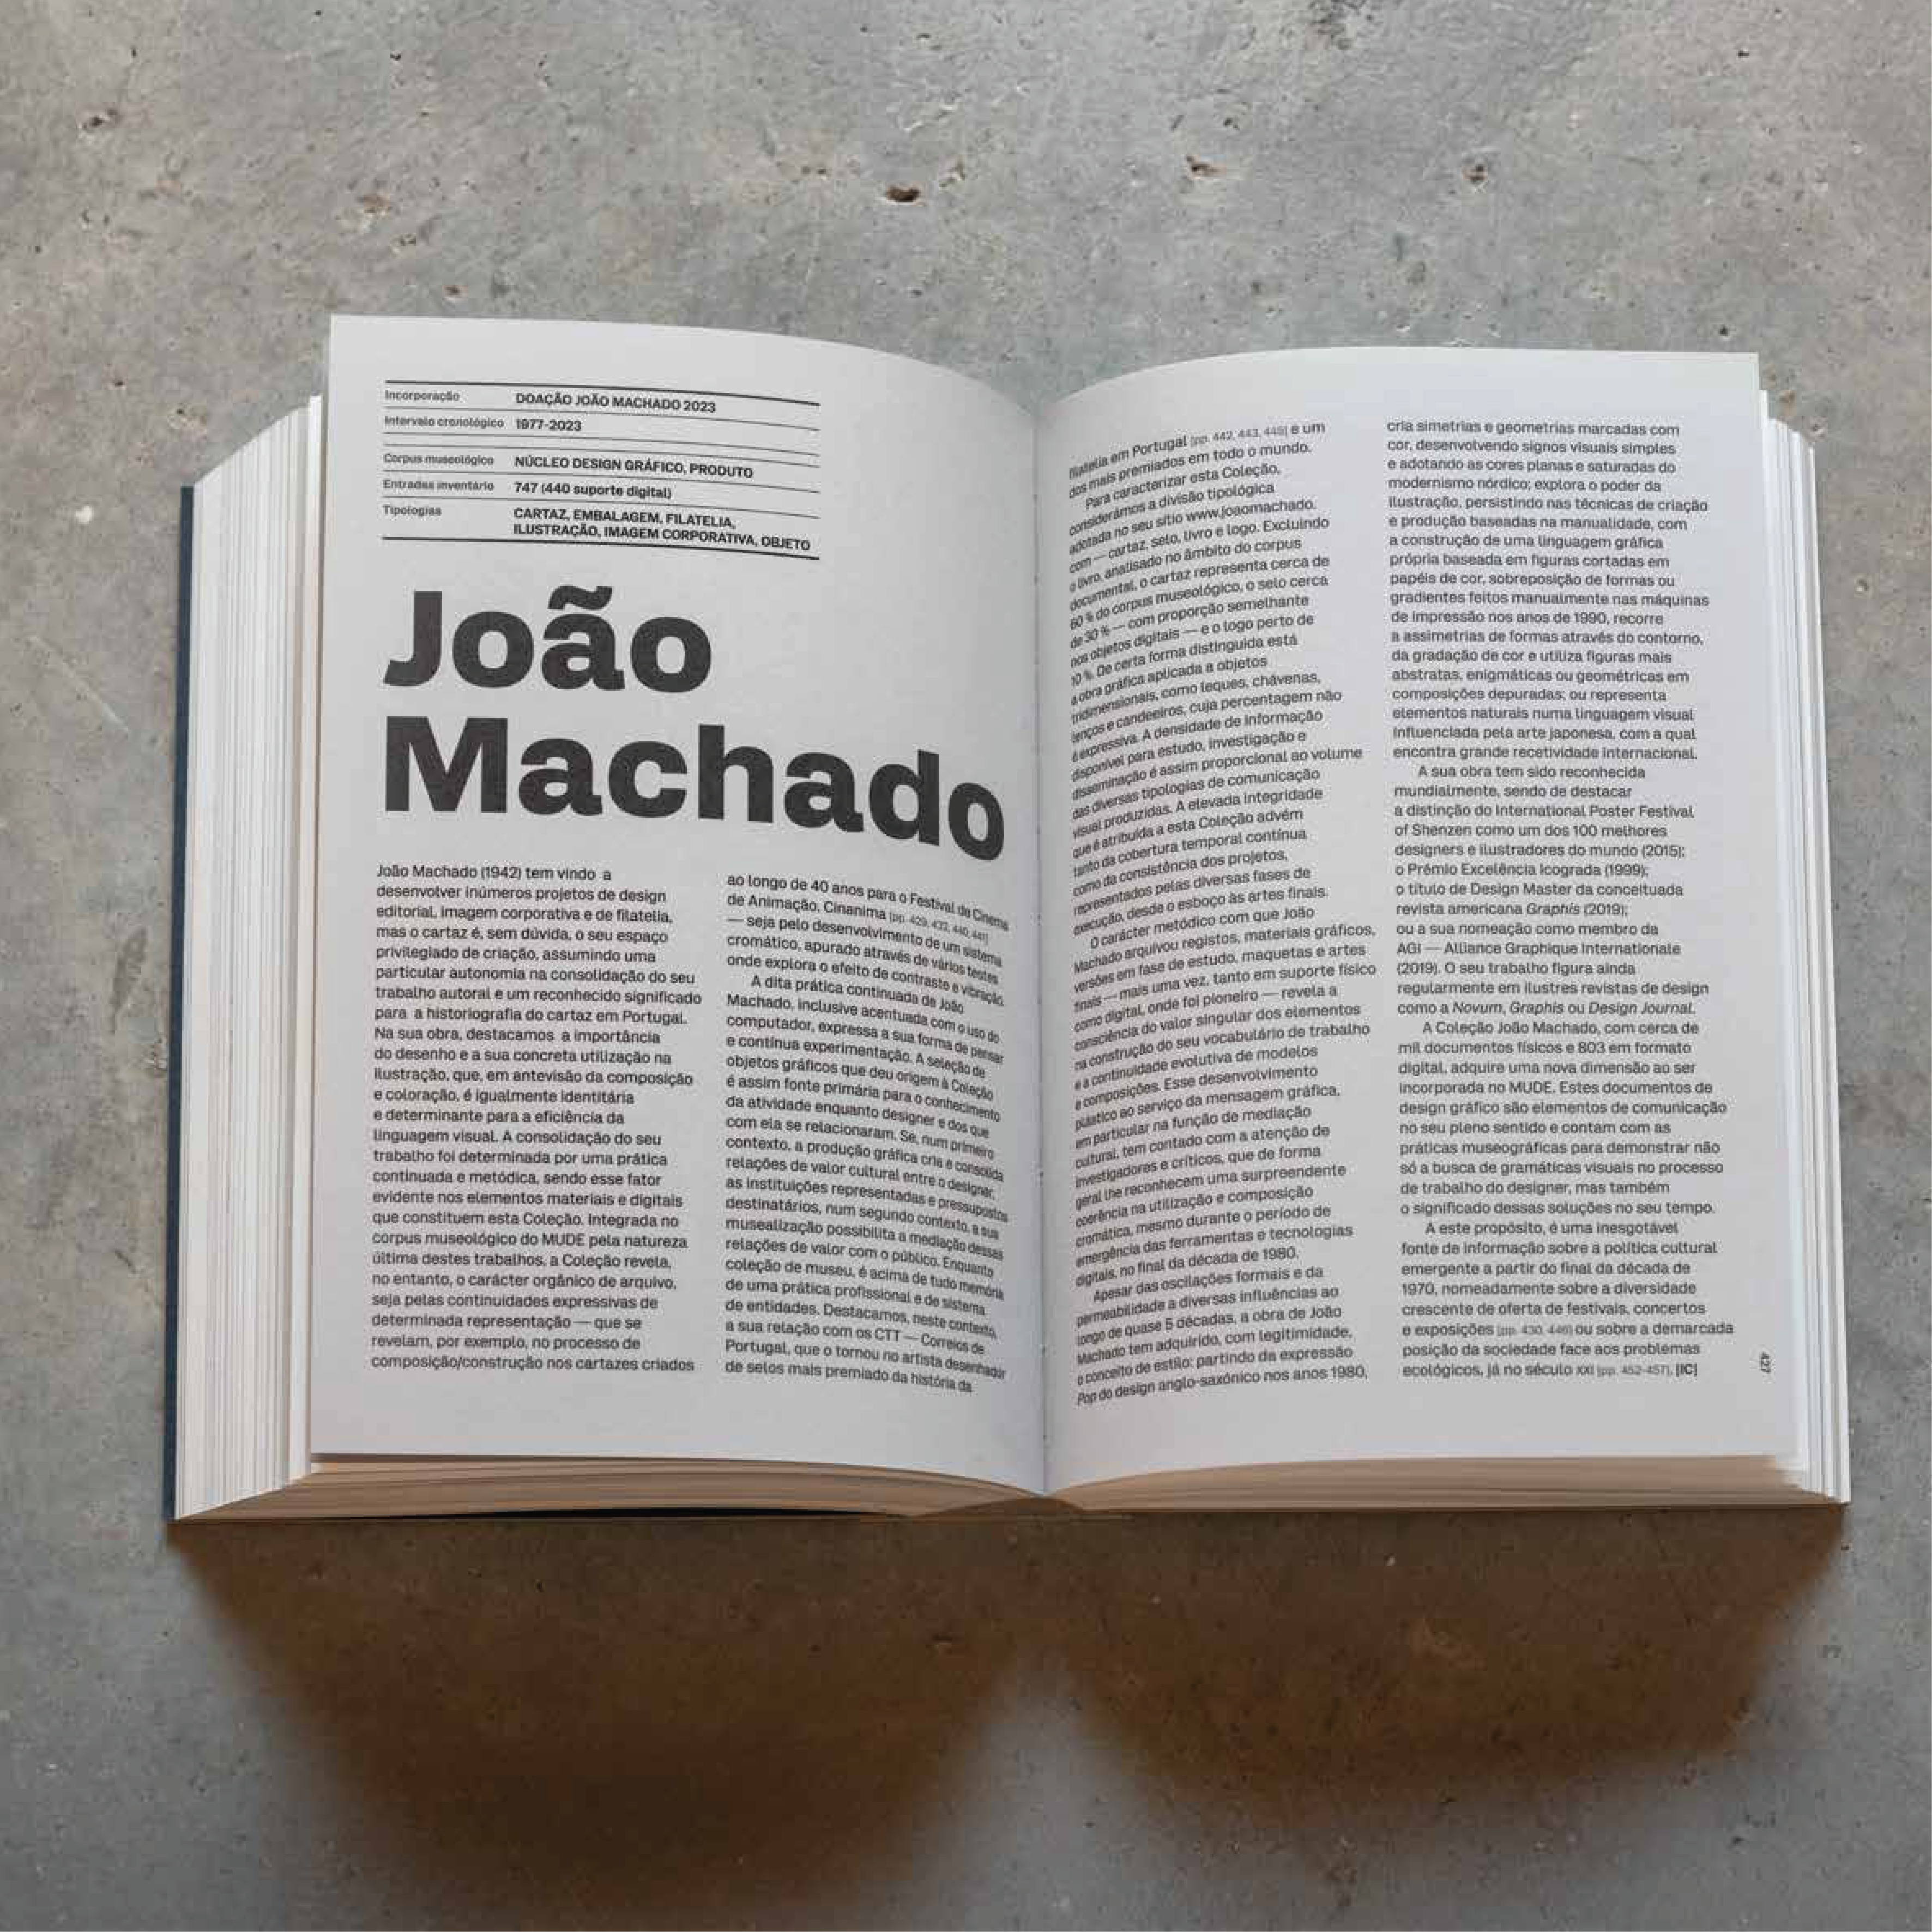 Incorporação DOAÇÃO JOÃO MACHADO 2023
Intervalo cronológico 1977-2023
Corpus museológico NÚCLEO DESIGN GRÁFICO, PRODUTO
Entradas inventário 747 (440 suporte digital)
Tipologias CARTAZ, EMBALAGEM, FILATELIA,
ILUSTRAÇÃO, IMAGEM CORPORATIVA, OBJETO
João
Machado
João Machado (1942) tem vindo a
desenvolver inúmeros projetos de design
editorial, imagem corporativa e de filatelia,
mas o cartaz é, sem dúvida, o seu espaço
privilegiado de criação, assumindo uma
particular autonomia na consolidação do seu
trabalho autoral e um reconhecido significado
para a historiografia do cartaz em Portugal.
Na sua obra, destacamos a importância
do desenho e a sua concreta utilização na
ilustração, que, em antevisão da composição
e coloração, é igualmente identitária
e determinante para a eficiência da
linguagem visual. A consolidação do seu
trabalho foi determinada por uma prática
continuada e metódica, sendo esse fator
evidente nos elementos materiais e digitais
que constituem esta Coleção. Integrada no
corpus museológico do MUDE pela natureza
última destes trabalhos, a Coleção revela,
no entanto, o carácter orgânico de arquivo,
seja pelas continuidades expressivas de
determinada representação — que se
revelam, por exemplo, no processo de
composição/construção nos cartazes criados
ao longo de 40 anos para o Festival de Cinema
de Animação, Cinanima [pp. 429, 432, 440, 441]
— seja pelo desenvolvimento de um sistema
cromático, apurado através de vários testes
onde explora o efeito de contraste e vibração.
A dita prática continuada de João
Machado, inclusive acentuada com o uso do
computador, expressa a sua forma de pensar
e contínua experimentação. A seleção de
objetos gráficos que deu origem à Coleção
é assim fonte primária para o conhecimento
da atividade enquanto designer e dos que
com ela se relacionaram. Se, num primeiro
contexto, a produção gráfica cria e consolida
relações de valor cultural entre o designer,
as instituições representadas e pressupostos
destinatários, num segundo contexto, a sua
musealização possibilita a mediação dessas
relações de valor com o público. Enquanto
coleção de museu, é acima de tudo memória
de uma prática profissional e de sistema
de entidades. Destacamos, neste contexto,
a sua relação com os CTT — Correios de
Portugal, que o tornou no artista desenhador
de selos mais premiado da história da
filatelia em Portugal [pp. 442, 443, 445] e um
dos mais premiados em todo o mundo.
Para caracterizar esta Coleção,
considerámos a divisão tipológica
adotada no seu sítio www.joaomachado.
com — cartaz, selo, livro e logo. Excluindo
o livro, analisado no âmbito do corpus
documental, o cartaz representa cerca de
60 % do corpus museológico, o selo cerca
de 30 % — com proporção semelhante
nos objetos digitais — e o logo perto de
10 %. De certa forma distinguida está
a obra gráfica aplicada a objetos
tridimensionais, como leques, chávenas,
lenços e candeeiros, cuja percentagem não
é expressiva. A densidade de informação
disponível para estudo, investigação e
disseminação é assim proporcional ao volume
das diversas tipologias de comunicação
visual produzidas. A elevada integridade
que é atribuída a esta Coleção advém
tanto da cobertura temporal contínua
como da consistência dos projetos,
representados pelas diversas fases de
execução, desde o esboço às artes finais.
O carácter metódico com que João
Machado arquivou registos, materiais gráficos,
versões em fase de estudo, maquetas e artes
finais — mais uma vez, tanto em suporte físico
como digital, onde foi pioneiro — revela a
consciência do valor singular dos elementos
na construção do seu vocabulário de trabalho
e a continuidade evolutiva de modelos
e composições. Esse desenvolvimento
plástico ao serviço da mensagem gráfica,
em particular na função de mediação
cultural, tem contado com a atenção de
investigadores e críticos, que de forma
geral lhe reconhecem uma surpreendente
coerência na utilização e composição
cromática, mesmo durante o período de
emergência das ferramentas e tecnologias
digitais, no final da década de 1980.
Apesar das oscilações formais e da
permeabilidade a diversas influências ao
longo de quase 5 décadas, a obra de João
Machado tem adquirido, com legitimidade,
o conceito de estilo: partindo da expressão
Pop do design anglo-saxónico nos anos 1980,
cria simetrias e geometrias marcadas com
cor, desenvolvendo signos visuais simples
e adotando as cores planas e saturadas do
modernismo nórdico; explora o poder da
ilustração, persistindo nas técnicas de criação
e produção baseadas na manualidade, com
a construção de uma linguagem gráfica
própria baseada em figuras cortadas em
papéis de cor, sobreposição de formas ou
gradientes feitos manualmente nas máquinas
de impressão nos anos de 1990, recorre
a assimetrias de formas através do contorno,
da gradação de cor e utiliza figuras mais
abstratas, enigmáticas ou geométricas em
composições depuradas; ou representa
elementos naturais numa linguagem visual
influenciada pela arte japonesa, com a qual
encontra grande recetividade internacional.
A sua obra tem sido reconhecida
mundialmente, sendo de destacar
a distinção do International Poster Festival
of Shenzen como um dos 100 melhores
designers e ilustradores do mundo (2015);
o Prémio Excelência Icograda (1999);
o título de Design Master da conceituada
revista americana Graphis (2019);
ou a sua nomeação como membro da
AGI — Alliance Graphique Internationale
(2019). O seu trabalho figura ainda
regularmente em ilustres revistas de design
como a Novum, Graphis ou Design Journal.
A Coleção João Machado, com cerca de
mil documentos físicos e 803 em formato
digital, adquire uma nova dimensão ao ser
incorporada no MUDE. Estes documentos de
design gráfico são elementos de comunicação
no seu pleno sentido e contam com as
práticas museográficas para demonstrar não
só a busca de gramáticas visuais no processo
de trabalho do designer, mas também
o significado dessas soluções no seu tempo.
A este propósito, é uma inesgotável
fonte de informação sobre a política cultural
emergente a partir do final da década de
1970, nomeadamente sobre a diversidade
crescente de oferta de festivais, concertos
e exposições [pp. 430, 446] ou sobre a demarcada
posição da sociedade face aos problemas
ecológicos, já no século XXI [pp. 452-457]. [IC]
427